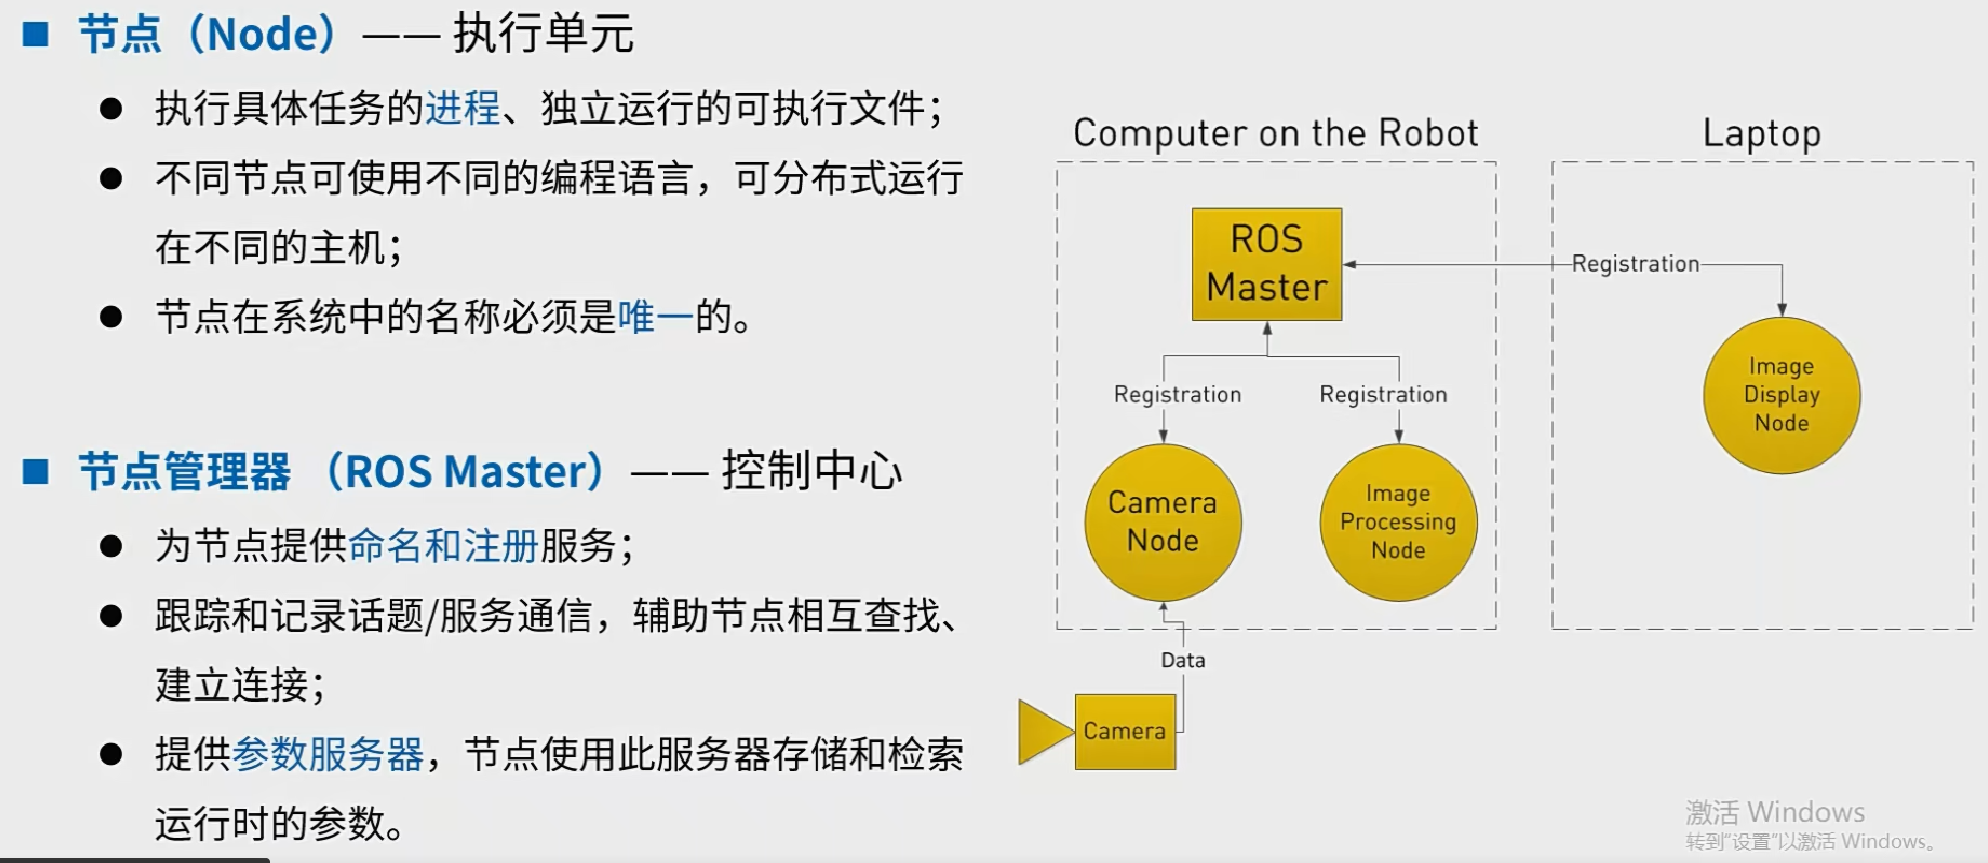 节点（Node）—— 执行单元
执行具体任务的进程、独立运行的可执行文件；
不同节点可使用不同的编程语言，可分布式运行
在不同的主机；
节点在系统中的名称必须是唯一的。
节点管理器 （ROS Master）—— 控制中心
为节点提供命名和注册服务；
跟踪和记录话题/服务通信，辅助节点相互查找、
建立连接；
提供参数服务器，节点使用此服务器存储和检索
运行时的参数。
Computer on the Robot
Laptop
ROS
Master
Registration
Image
Display
Node
Registration
Registration
Camera
Node
Image
Processing
Node
Data
Camera
激活 Windows
转到“设置”以激活 Windows。